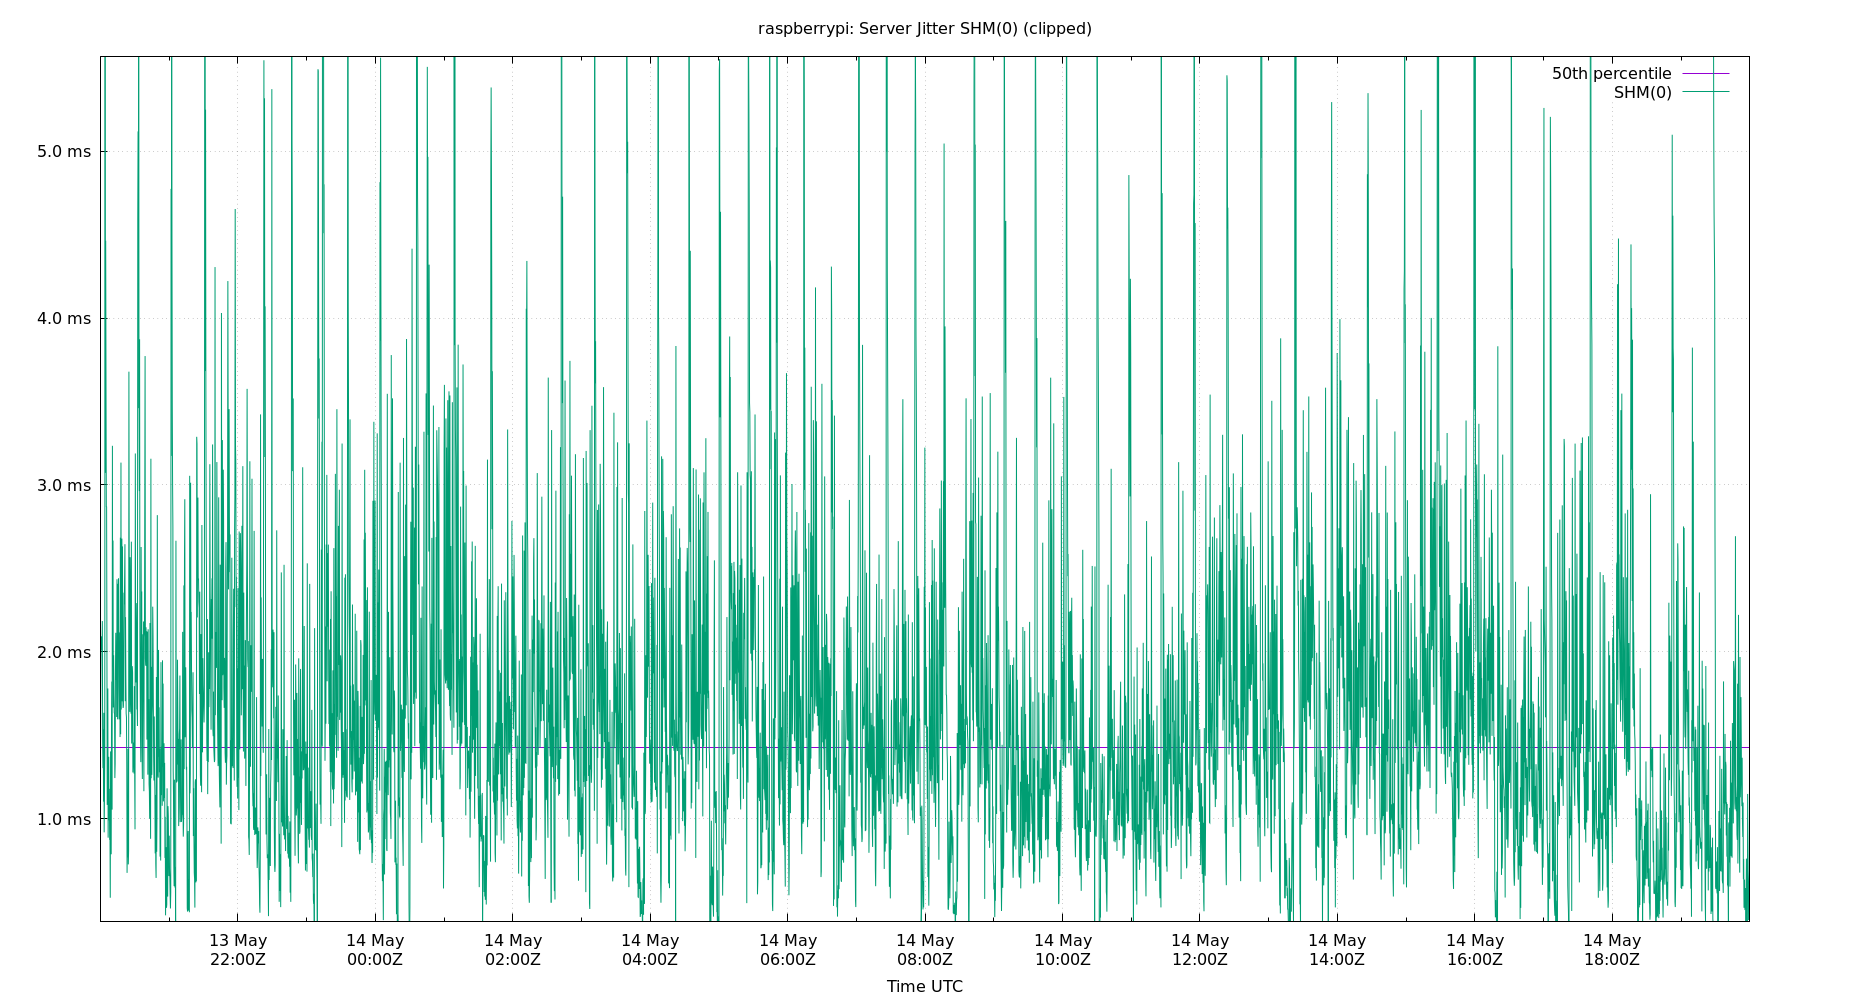 raspberrypi: Server Jitter SHM(0) (clipped)
50th percentile
SHM(0)
5.0 ms
4.0 ms
3.0 ms
2.0 ms
1.0 ms
13 May 14 May 14 May 14 May 14 May 14 May 14 May 14 May 14 May 14 May 14 May
22:00Z 00:00Z 02:00Z 04:00Z 06:00Z 08:00Z 10:00Z 12:00Z 14:00Z 16:00Z 18:00Z
Time UTC